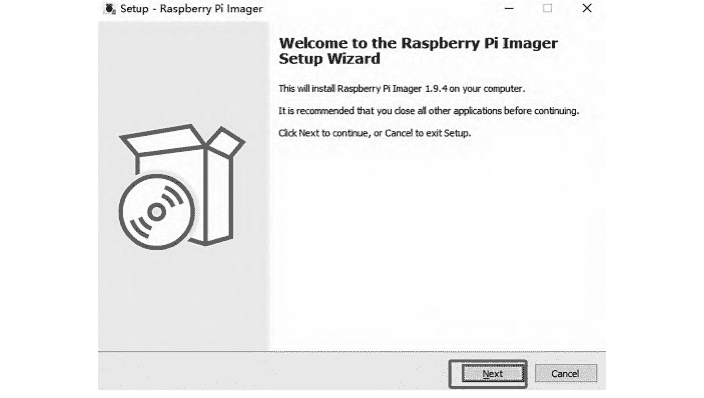 Setup - Raspberry Pi Imager
Welcome to the Raspberry Pi Imager
Setup Wizard
This will install Raspberry Pi Imager 1.9.4 on your computer.
It is recommended that you close all other applications before continuing.
Click Next to continue, or Cancel to exit Setup.
Next
Cancel